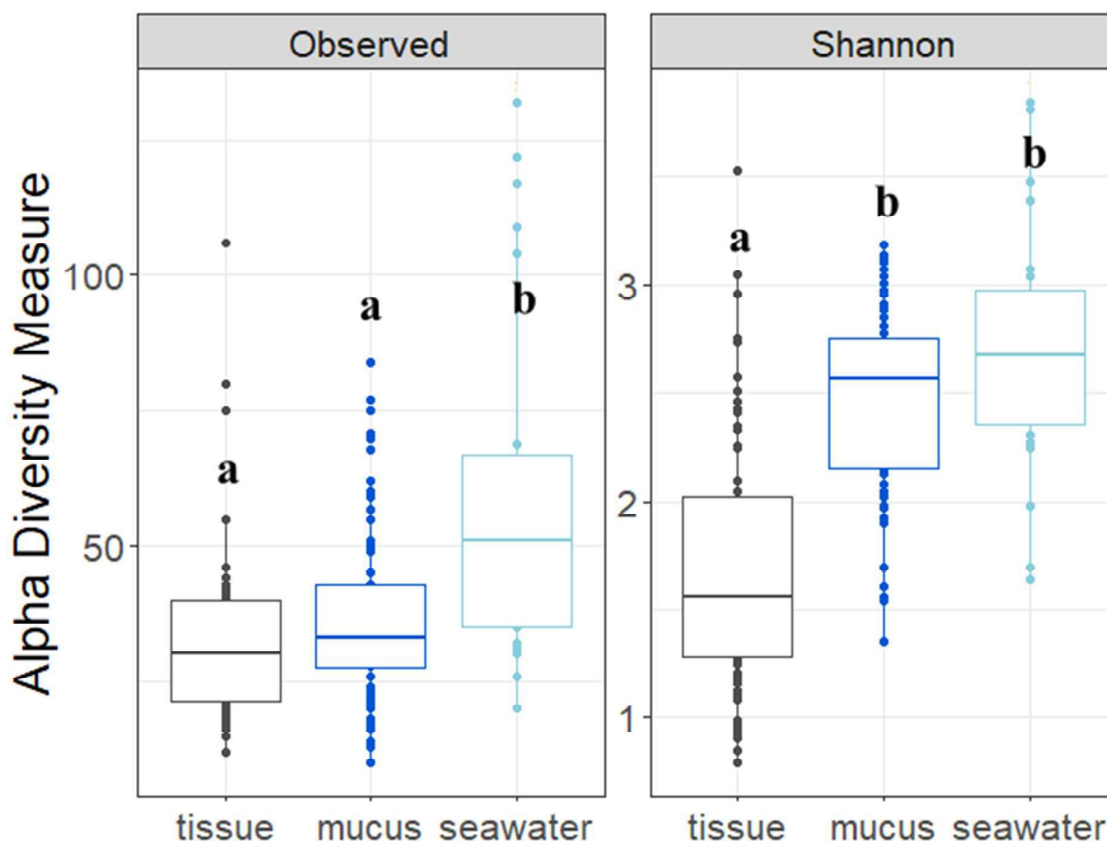 Observed
Shannon
Alpha Diversity Measure
100
50
a
a
b
3
2
1
a
b
b
tissue mucus seawater
tissue mucus seawater